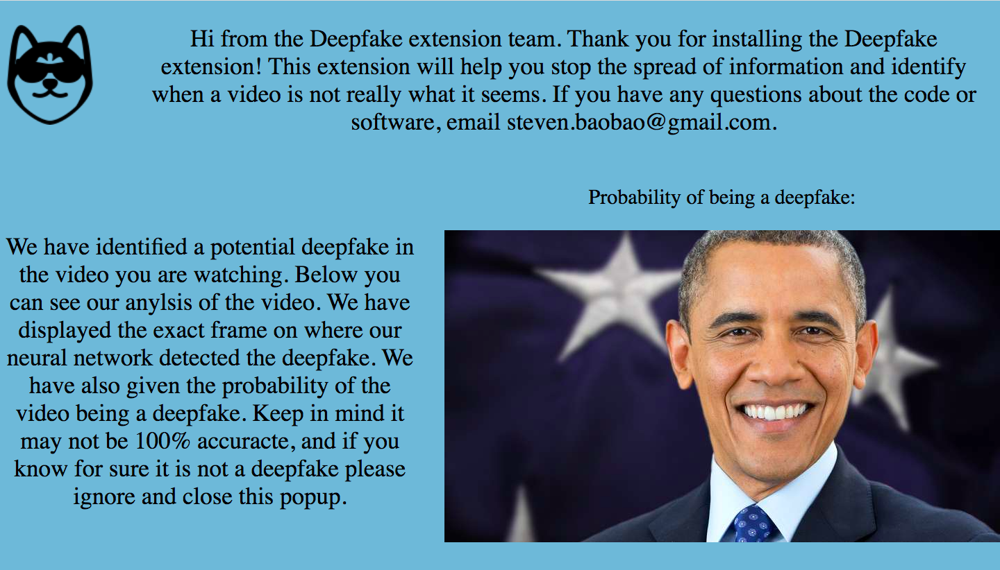 Hi from the Deepfake extension team. Thank you for installing the Deepfake
extension! This extension will help you stop the spread of information and identify
when a video is not really what it seems. If you have any questions about the code or
software, email steven.baobao@gmail.com.
Probability of being a deepfake:
We have identified a potential deepfake in
the video you are watching. Below you
can see our anylsis of the video. We have
displayed the exact frame on where our
neural network detected the deepfake. We
have also given the probability of the
video being a deepfake. Keep in mind it
may not be 100% accuracte, and if you
know for sure it is not a deepfake please
ignore and close this popup.